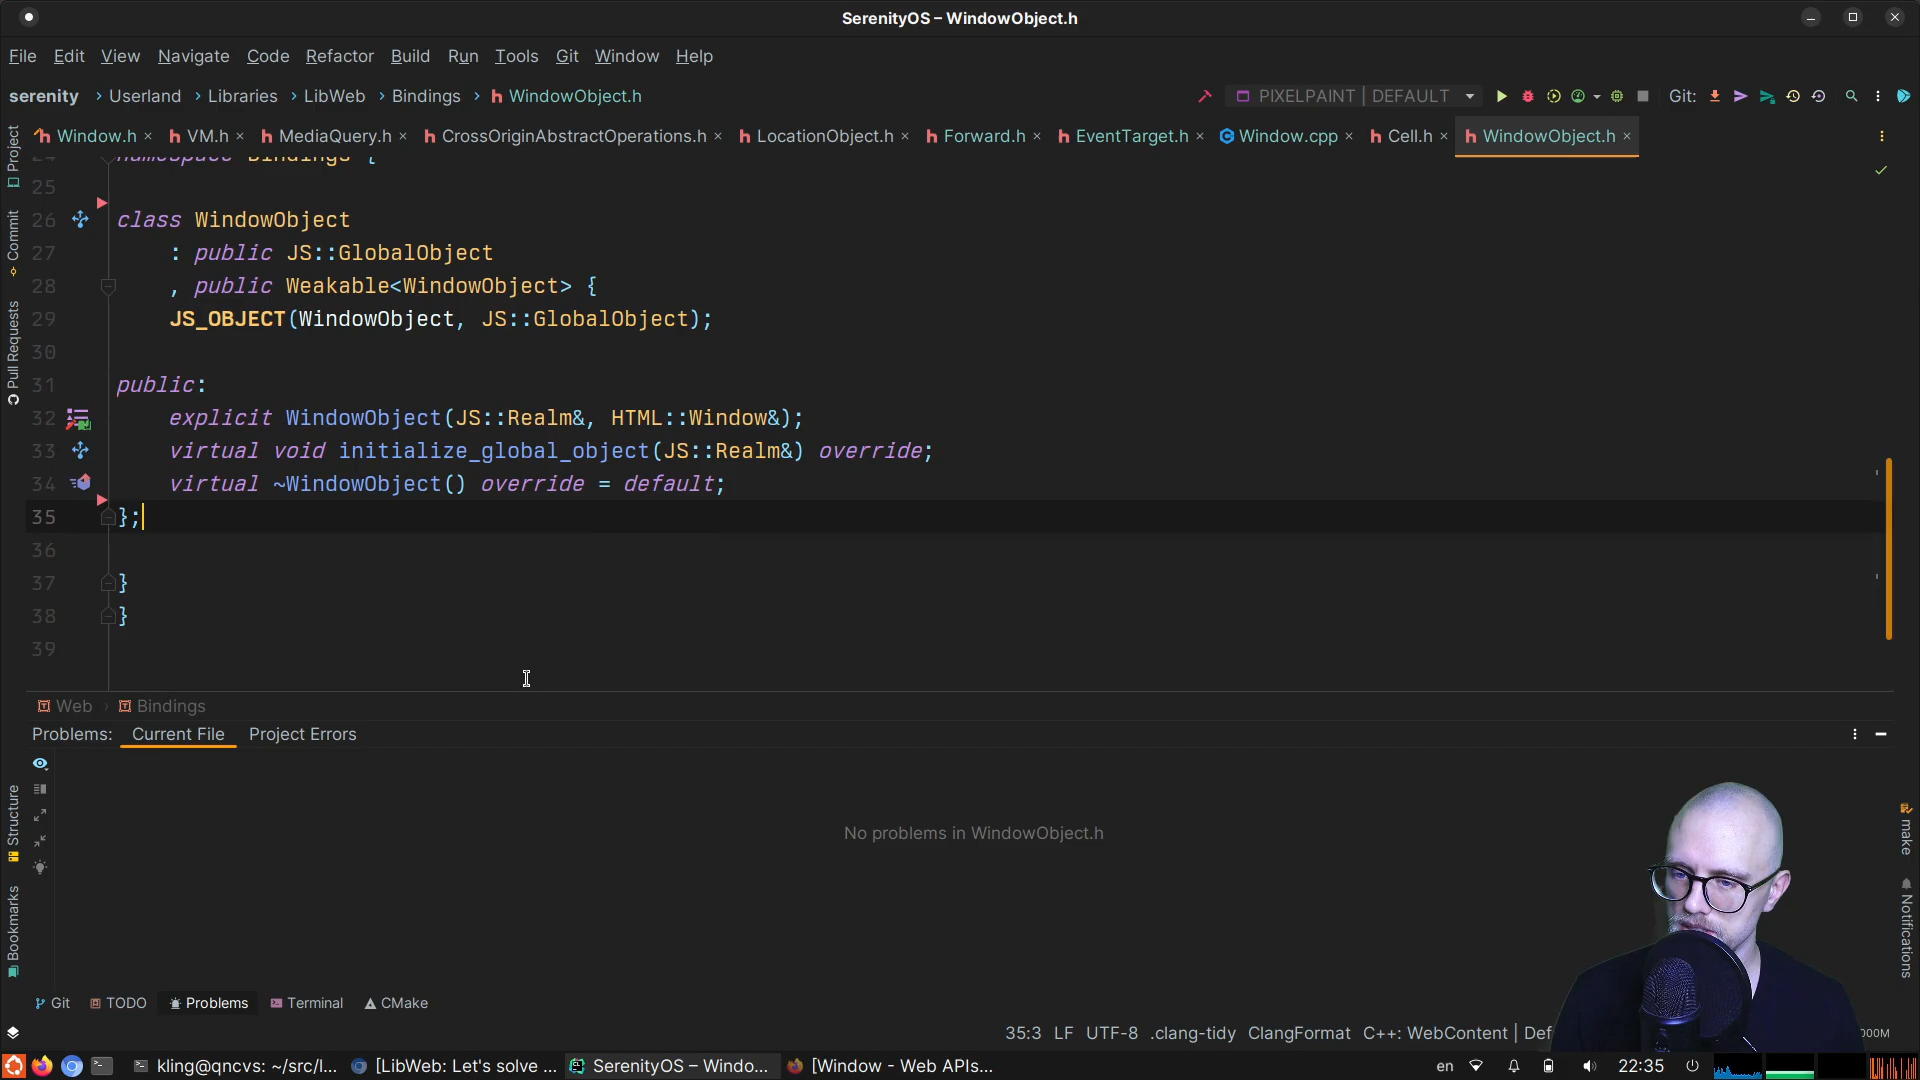 SerenityOS – WindowObject.h
File Edit View Navigate Code Refactor Build Run Tools Git Window Help
serenity › Userland › Libraries › LibWeb › Bindings › WindowObject.h
PIXELPAINT | DEFAULT
Git:
Window.h VM.h MediaQuery.h CrossOriginAbstractOperations.h LocationObject.h Forward.h EventTarget.h Window.cpp Cell.h WindowObject.h
24 namespace Bindings {
25
26 class WindowObject
27 : public JS::GlobalObject
28 , public Weakable<WindowObject> {
29 JS_OBJECT(WindowObject, JS::GlobalObject);
30
31 public:
32 explicit WindowObject(JS::Realm&, HTML::Window&);
33 virtual void initialize_global_object(JS::Realm&) override;
34 virtual ~WindowObject() override = default;
35 };
36
37 }
38 }
39
Project
Commit
Pull Requests
Structure
Bookmarks
make
Notifications
Web › Bindings
Problems: Current File Project Errors
No problems in WindowObject.h
Git TODO Problems Terminal CMake
35:3 LF UTF-8 .clang-tidy ClangFormat C++: WebContent | Def
000M
kling@qncvs: ~/src/l... [LibWeb: Let's solve ... SerenityOS – Windo... [Window - Web APIs...
en 22:35